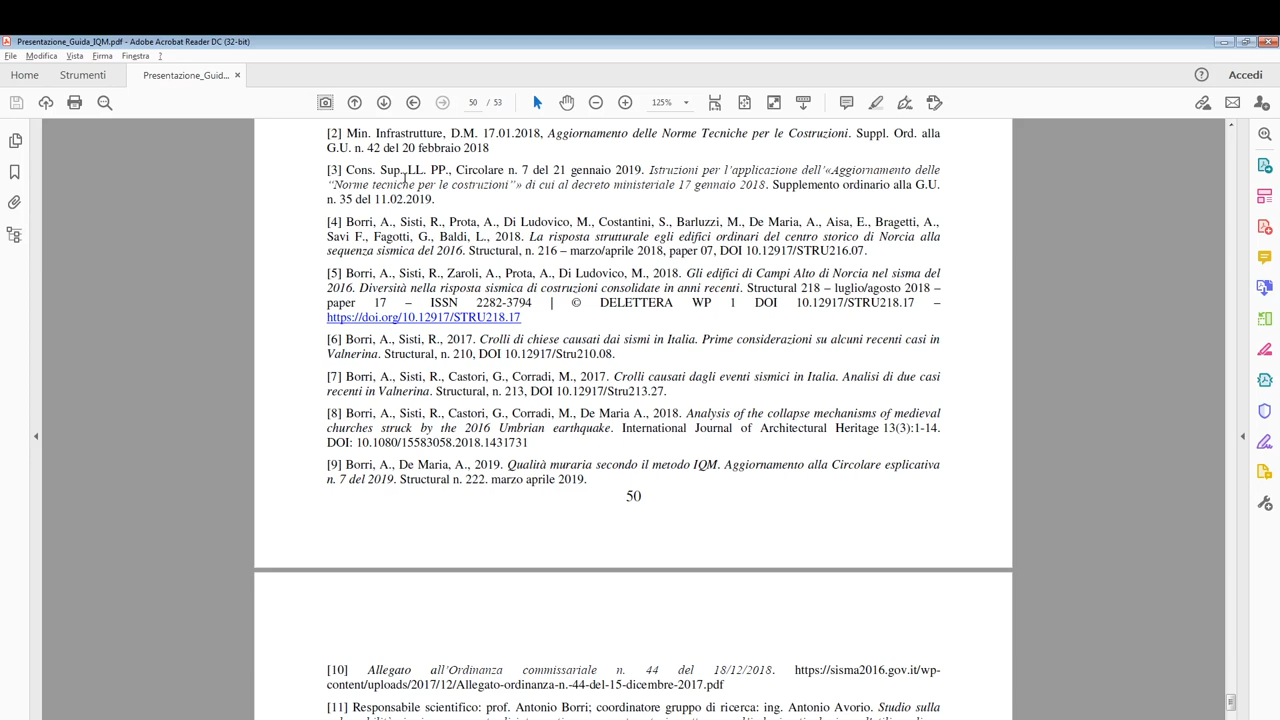 Presentazione_Guida_IQM.pdf - Adobe Acrobat Reader DC (32-bit)
File Modifica Vista Firma Finestra ?
Home Strumenti Presentazione_Guid... × Accedi
50 / 53 125%
[2] Min. Infrastrutture, D.M. 17.01.2018, Aggiornamento delle Norme Tecniche per le Costruzioni. Suppl. Ord. alla
G.U. n. 42 del 20 febbraio 2018
[3] Cons. Sup. LL. PP., Circolare n. 7 del 21 gennaio 2019. Istruzioni per l'applicazione dell'«Aggiornamento delle
"Norme tecniche per le costruzioni"» di cui al decreto ministeriale 17 gennaio 2018. Supplemento ordinario alla G.U.
n. 35 del 11.02.2019.
[4] Borri, A., Sisti, R., Prota, A., Di Ludovico, M., Costantini, S., Barluzzi, M., De Maria, A., Aisa, E., Bragetti, A.,
Savi F., Fagotti, G., Baldi, L., 2018. La risposta strutturale egli edifici ordinari del centro storico di Norcia alla
sequenza sismica del 2016. Structural, n. 216 – marzo/aprile 2018, paper 07, DOI 10.12917/STRU216.07.
[5] Borri, A., Sisti, R., Zaroli, A., Prota, A., Di Ludovico, M., 2018. Gli edifici di Campi Alto di Norcia nel sisma del
2016. Diversità nella risposta sismica di costruzioni consolidate in anni recenti. Structural 218 – luglio/agosto 2018 –
paper 17 – ISSN 2282-3794 | © DELETTERA WP 1 DOI 10.12917/STRU218.17 –
https://doi.org/10.12917/STRU218.17
[6] Borri, A., Sisti, R., 2017. Crolli di chiese causati dai sismi in Italia. Prime considerazioni su alcuni recenti casi in
Valnerina. Structural, n. 210, DOI 10.12917/Stru210.08.
[7] Borri, A., Sisti, R., Castori, G., Corradi, M., 2017. Crolli causati dagli eventi sismici in Italia. Analisi di due casi
recenti in Valnerina. Structural, n. 213, DOI 10.12917/Stru213.27.
[8] Borri, A., Sisti, R., Castori, G., Corradi, M., De Maria A., 2018. Analysis of the collapse mechanisms of medieval
churches struck by the 2016 Umbrian earthquake. International Journal of Architectural Heritage 13(3):1-14.
DOI: 10.1080/15583058.2018.1431731
[9] Borri, A., De Maria, A., 2019. Qualità muraria secondo il metodo IQM. Aggiornamento alla Circolare esplicativa
n. 7 del 2019. Structural n. 222. marzo aprile 2019.
50
[10] Allegato all'Ordinanza commissariale n. 44 del 18/12/2018. https://sisma2016.gov.it/wp-
content/uploads/2017/12/Allegato-ordinanza-n.-44-del-15-dicembre-2017.pdf
[11] Responsabile scientifico: prof. Antonio Borri; coordinatore gruppo di ricerca: ing. Antonio Avorio. Studio sulla